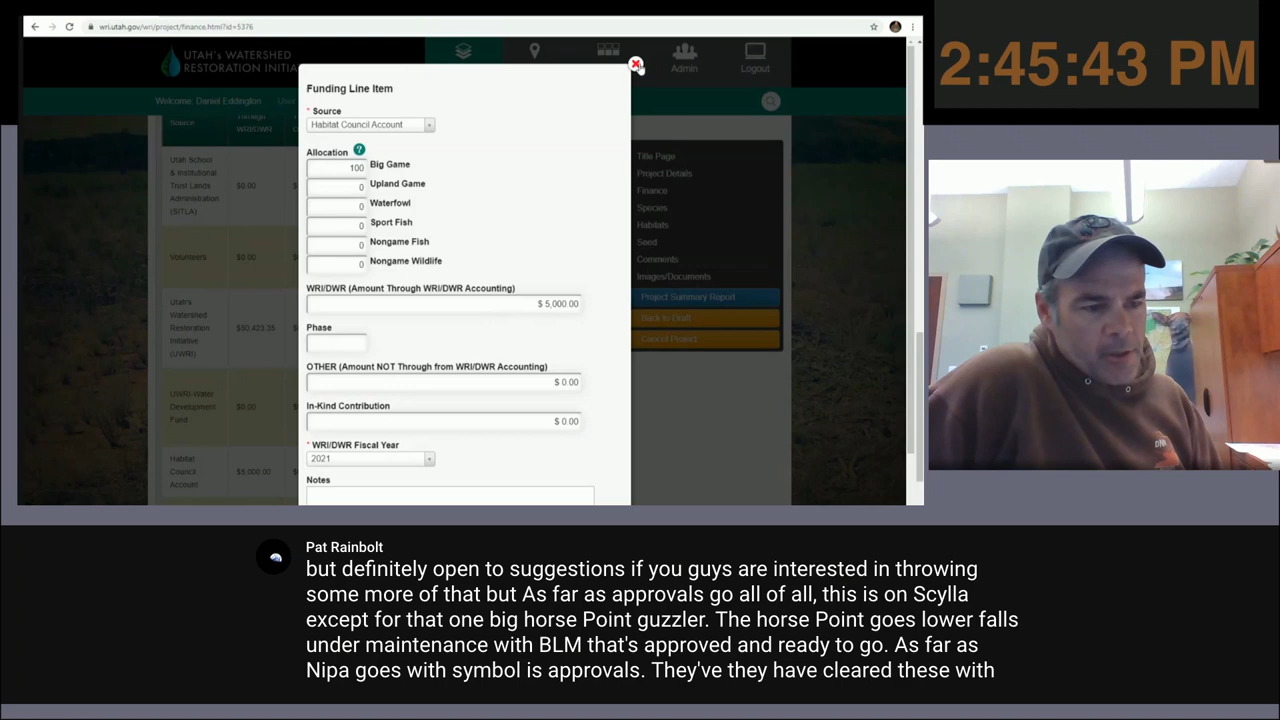 wri.utah.gov/wri/project/finance.html?id=5376
2:45:43 PM
UTAH'S WATERSHED
RESTORATION INITIA
Admin
Logout
Welcome: Daniel Eddington
Source
Through
WRI/DWR
Utah School
& Institutional
Trust Lands
Administration
(SITLA)
$0.00
Volunteers
$0.00
Utah's
Watershed
Restoration
Initiative
(UWRI)
$50,423.35
UWRI-Water
Development
Fund
$0.00
Habitat
Council
Account
$5,000.00
Funding Line Item
* Source
Habitat Council Account
Allocation ?
100 Big Game
0 Upland Game
0 Waterfowl
0 Sport Fish
0 Nongame Fish
0 Nongame Wildlife
WRI/DWR (Amount Through WRI/DWR Accounting)
$ 5,000.00
Phase
OTHER (Amount NOT Through from WRI/DWR Accounting)
$ 0.00
In-Kind Contribution
$ 0.00
* WRI/DWR Fiscal Year
2021
Notes
Title Page
Project Details
Finance
Species
Habitats
Seed
Comments
Images/Documents
Project Summary Report
Back to Draft
Cancel Project
Pat Rainbolt
but definitely open to suggestions if you guys are interested in throwing
some more of that but As far as approvals go all of all, this is on Scylla
except for that one big horse Point guzzler. The horse Point goes lower falls
under maintenance with BLM that's approved and ready to go. As far as
Nipa goes with symbol is approvals. They've they have cleared these with